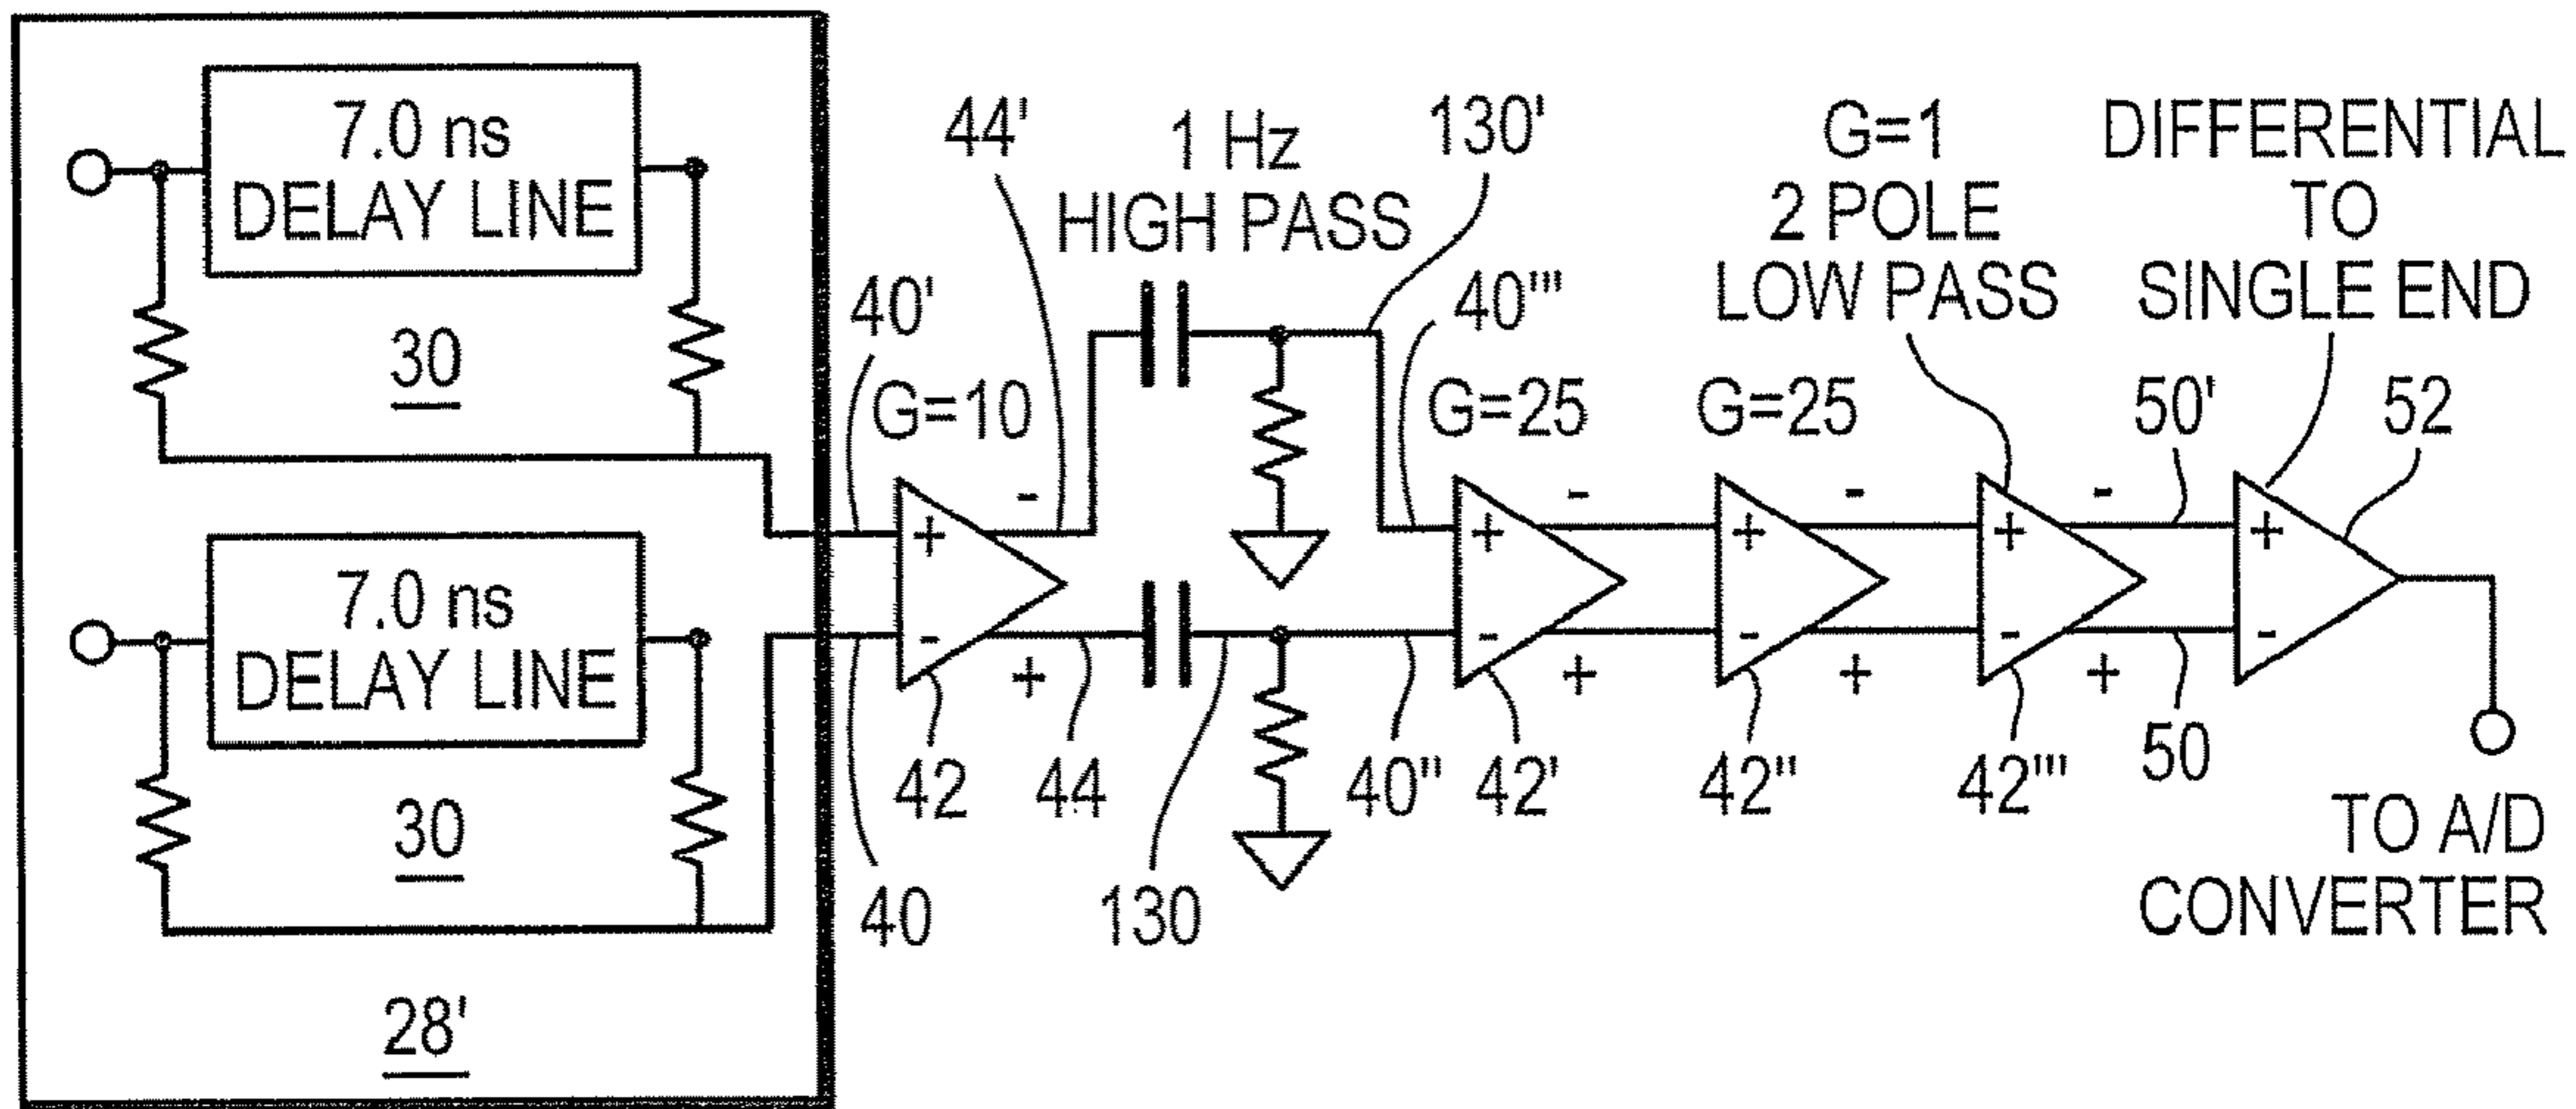 7.0 ns
DELAY LINE
30
7.0 ns
DELAY LINE
30
28'
40'
G=10
44'
1 Hz
HIGH PASS
130'
40'''
G=25
G=25
G=1
2 POLE
LOW PASS
DIFFERENTIAL
TO
SINGLE END
50'
52
+
-
-
+
+
-
-
+
+
-
-
+
+
-
-
+
+
-
42
44
40
130
40''
42'
42''
42'''
50
TO A/D
CONVERTER